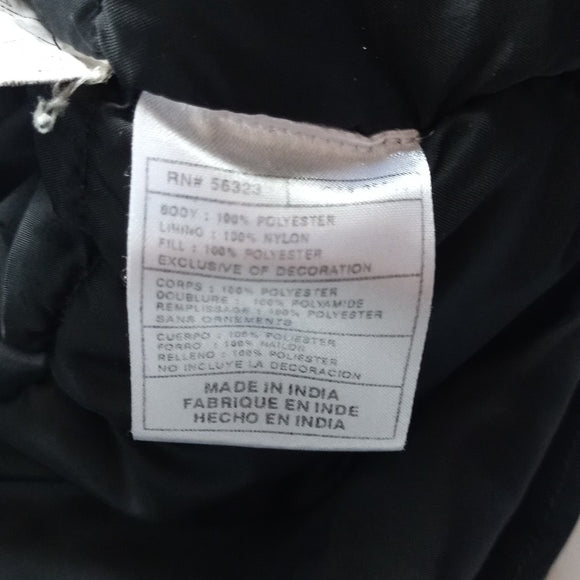 RN# 56323
BODY : 100% POLYESTER
LINING : 100% NYLON
FILL : 100% POLYESTER
EXCLUSIVE OF DECORATION
CORPS : 100% POLYESTER
DOUBLURE : 100% POLYAMIDE
REMPLISSAGE : 100% POLYESTER
SANS ORNEMENTS
CUERPO : 100% POLIESTER
FORRO : 100% NAILON
RELLENO : 100% POLIESTER
NO INCLUYE LA DECORACION
MADE IN INDIA
FABRIQUE EN INDE
HECHO EN INDIA